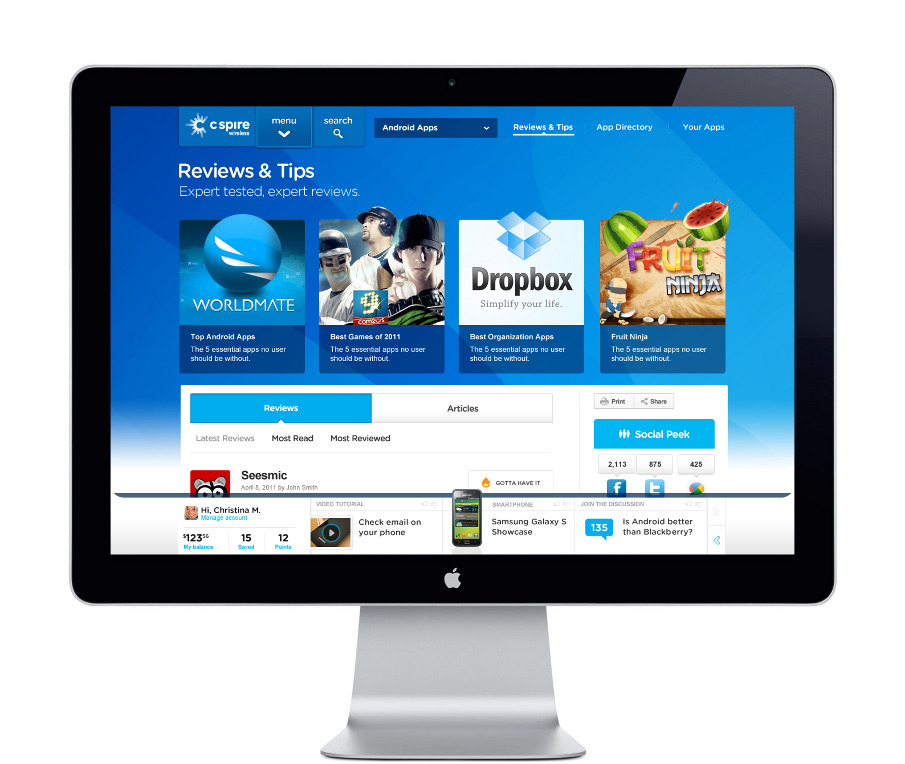 c spire
wireless
menu
search
Android Apps
Reviews & Tips
App Directory
Your Apps
Reviews & Tips
Expert tested, expert reviews.
WORLDMATE
Top Android Apps
The 5 essential apps no user
should be without.
9
COM2US
Best Games of 2011
The 5 essential apps no user
should be without.
Dropbox
Simplify your life.
Best Organization Apps
The 5 essential apps no user
should be without.
FRUIT
NINJA
Fruit Ninja
The 5 essential apps no user
should be without.
Reviews
Articles
Latest Reviews
Most Read
Most Reviewed
Print
Share
Social Peek
2,113
875
425
f
t
Seesmic
April 8, 2011 by John Smith
GOTTA HAVE IT
Hi, Christina M.
Manage account
$123.56
My balance
15
Saved
12
Points
VIDEO TUTORIAL
Check email on
your phone
SMARTPHONE
Samsung Galaxy S
Showcase
JOIN THE DISCUSSION
135
Is Android better
than Blackberry?